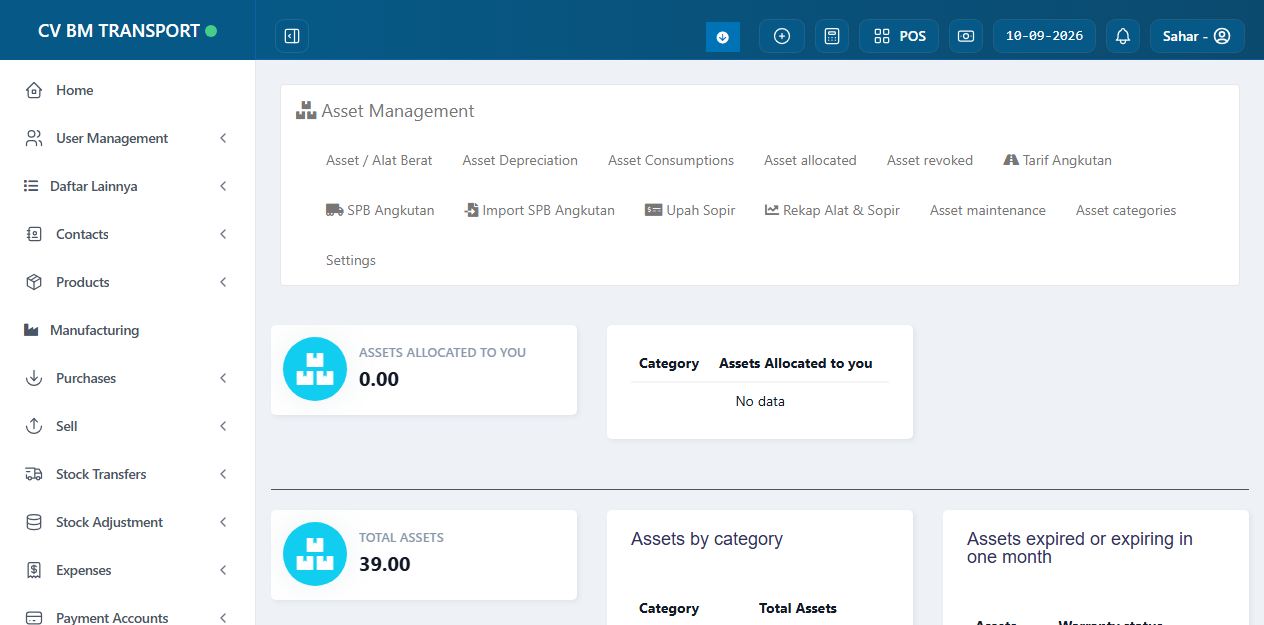 CV BM TRANSPORT
POS
10-09-2026
Sahar -
Home
User Management
Daftar Lainnya
Contacts
Products
Manufacturing
Purchases
Sell
Stock Transfers
Stock Adjustment
Expenses
Payment Accounts
Asset Management
Asset / Alat Berat Asset Depreciation Asset Consumptions Asset allocated Asset revoked Tarif Angkutan
SPB Angkutan Import SPB Angkutan Upah Sopir Rekap Alat & Sopir Asset maintenance Asset categories
Settings
ASSETS ALLOCATED TO YOU
0.00
Category Assets Allocated to you
No data
TOTAL ASSETS
39.00
Assets by category
Category Total Assets
Assets expired or expiring in
one month
Assets Warranty status